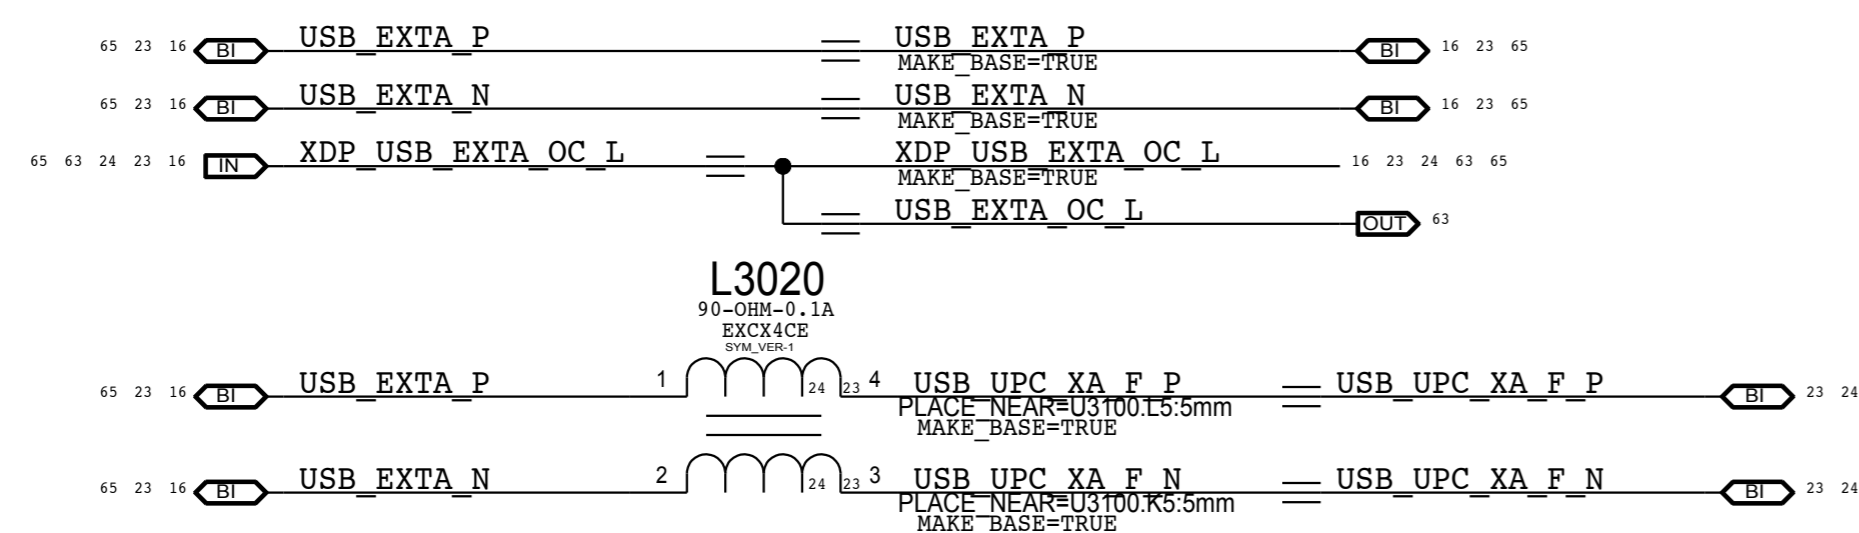 65 23 16 BI USB_EXTA_P USB_EXTA_P BI 16 23 65
MAKE_BASE=TRUE
65 23 16 BI USB_EXTA_N USB_EXTA_N BI 16 23 65
MAKE_BASE=TRUE
65 63 24 23 16 IN XDP_USB_EXTA_OC_L XDP_USB_EXTA_OC_L 16 23 24 63 65
MAKE_BASE=TRUE
USB_EXTA_OC_L OUT 63
L3020
90-OHM-0.1A
EXCX4CE
SYM_VER-1
65 23 16 BI USB_EXTA_P 1 24 23 4 USB_UPC_XA_F_P USB_UPC_XA_F_P BI 23 24
PLACE_NEAR=U3100.L5:5mm
MAKE_BASE=TRUE
65 23 16 BI USB_EXTA_N 2 24 23 3 USB_UPC_XA_F_N USB_UPC_XA_F_N BI 23 24
PLACE_NEAR=U3100.K5:5mm
MAKE_BASE=TRUE